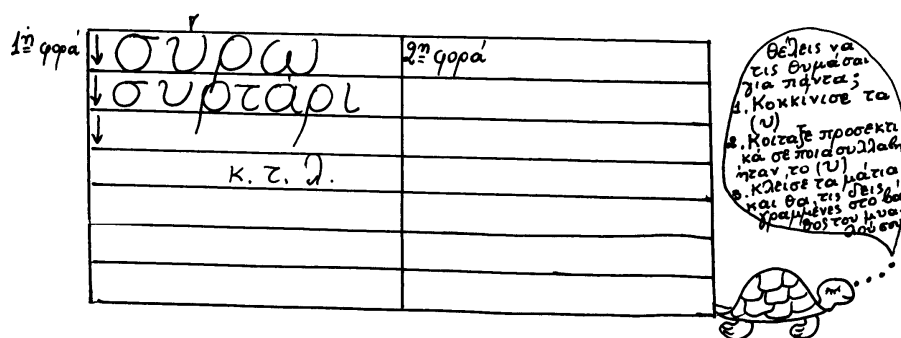 1η φορά
σύρω
2η φορά
συρτάρι
κ. τ. λ.
Θέλεις να
τις θυμάσαι
για πάντα;
1. Κοκκίνισε τα
(υ)
2. Κοίταξε προσεκτι
κά σε ποια συλλαβή
ήταν το (υ)
3. Κλείσε τα μάτια
και θα τις δεις
γραμμένες στο βά
θος του μυα
λού σου